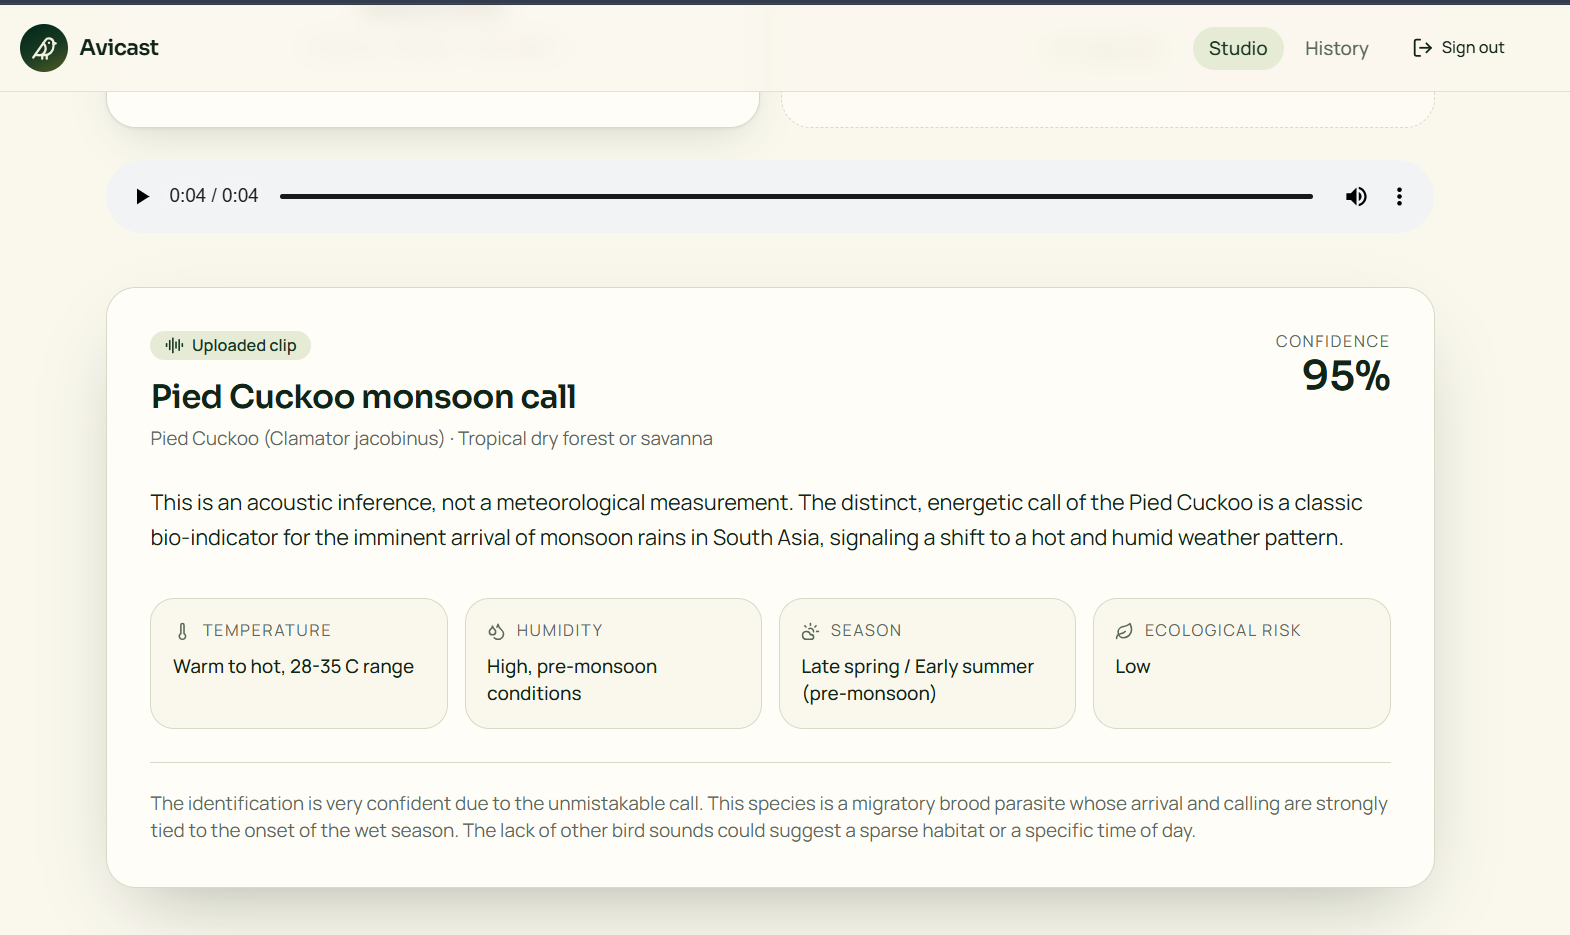 Avicast
Studio
History
Sign out
0:04 / 0:04
Uploaded clip
CONFIDENCE
95%
Pied Cuckoo monsoon call
Pied Cuckoo (Clamator jacobinus) · Tropical dry forest or savanna
This is an acoustic inference, not a meteorological measurement. The distinct, energetic call of the Pied Cuckoo is a classic
bio-indicator for the imminent arrival of monsoon rains in South Asia, signaling a shift to a hot and humid weather pattern.
TEMPERATURE
Warm to hot, 28-35 C range
HUMIDITY
High, pre-monsoon
conditions
SEASON
Late spring / Early summer
(pre-monsoon)
ECOLOGICAL RISK
Low
The identification is very confident due to the unmistakable call. This species is a migratory brood parasite whose arrival and calling are strongly
tied to the onset of the wet season. The lack of other bird sounds could suggest a sparse habitat or a specific time of day.